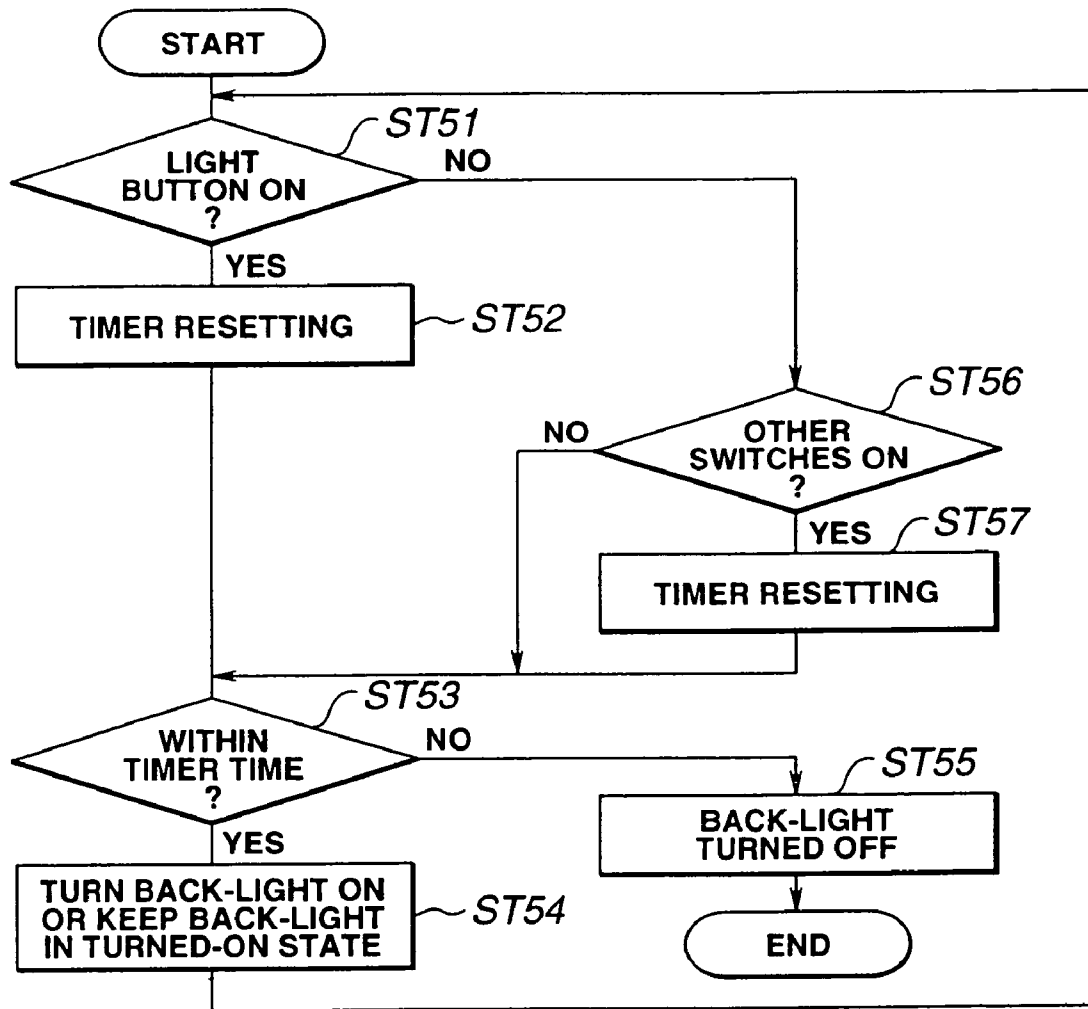 START
ST51
LIGHT
BUTTON ON
?
NO
YES
TIMER RESETTING
ST52
ST56
OTHER
SWITCHES ON
?
NO
YES
ST57
TIMER RESETTING
ST53
WITHIN
TIMER TIME
?
NO
YES
ST55
BACK-LIGHT
TURNED OFF
TURN BACK-LIGHT ON
OR KEEP BACK-LIGHT
IN TURNED-ON STATE
ST54
END